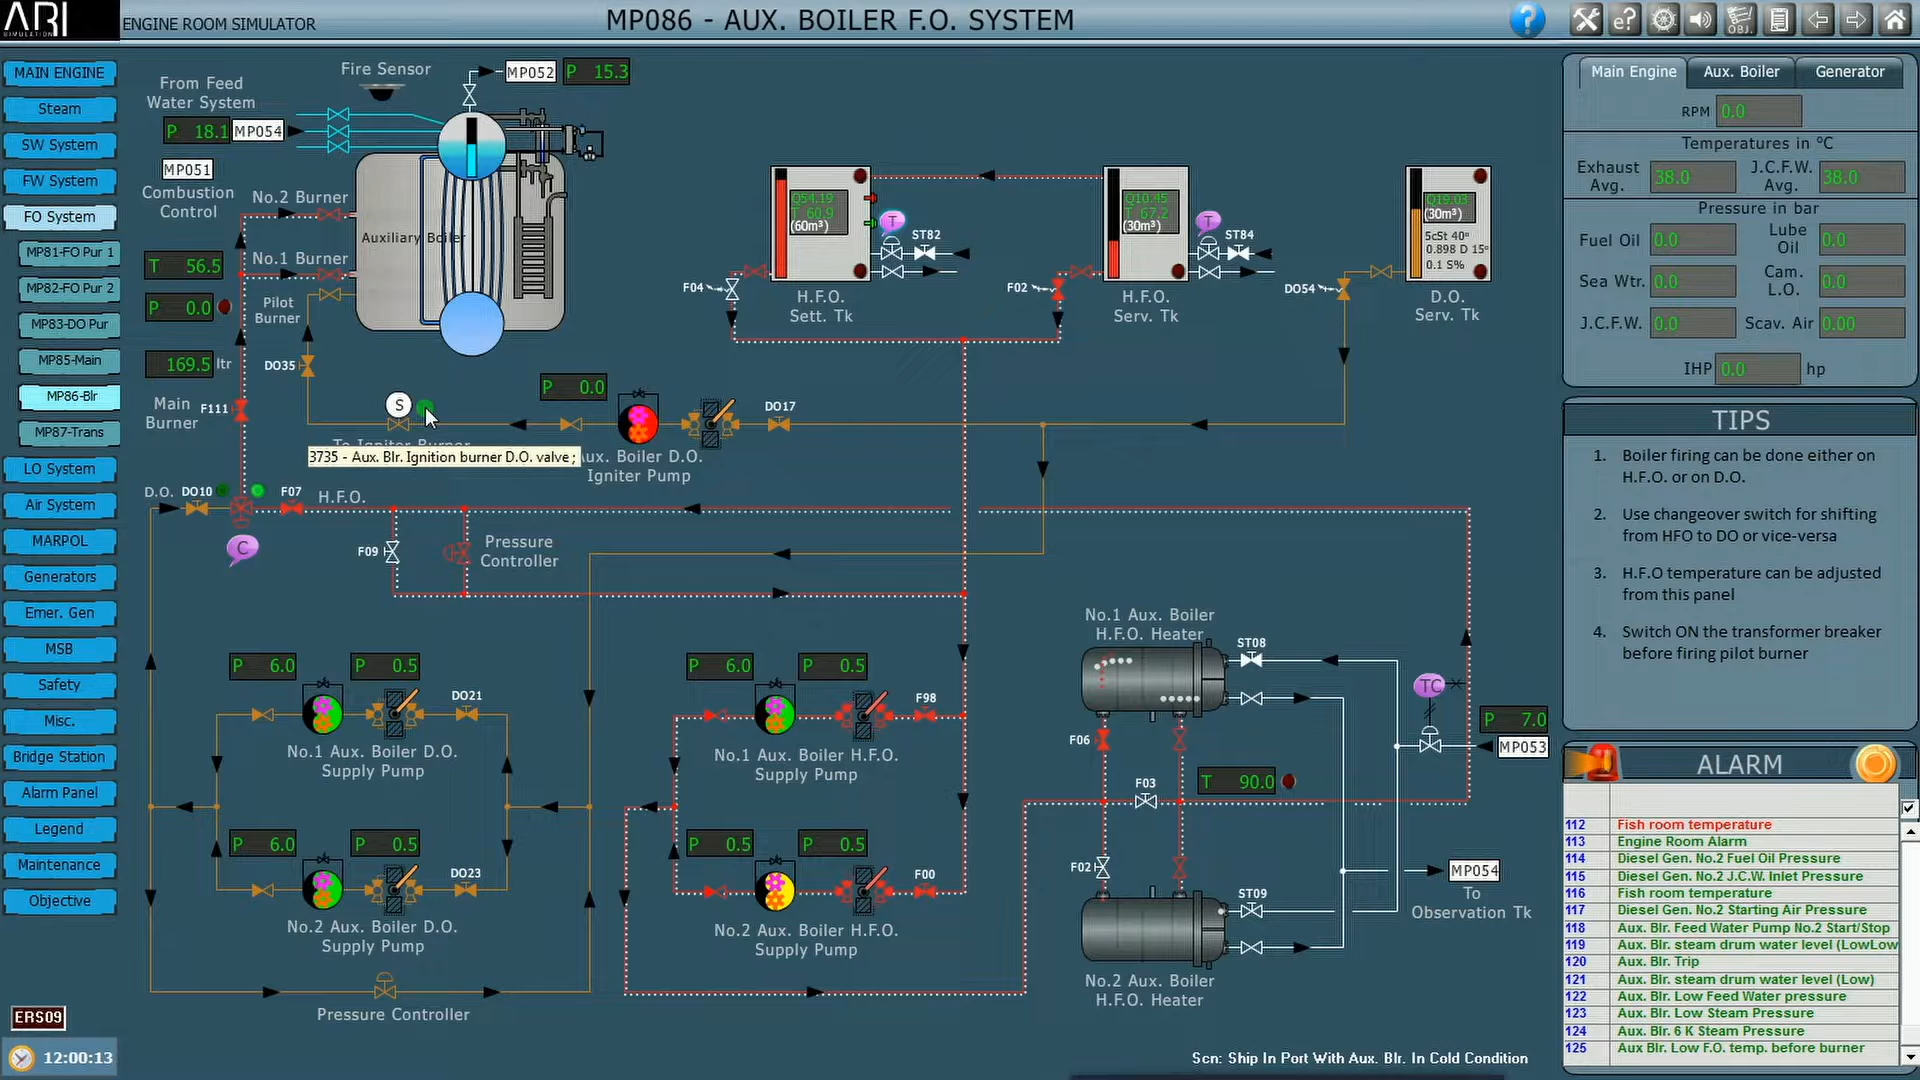 ARI
SIMULATION
ENGINE ROOM SIMULATOR
MP086 - AUX. BOILER F.O. SYSTEM
?
e?
OBJ.
MAIN ENGINE
Steam
SW System
FW System
FO System
MP81-FO Pur 1
MP82-FO Pur 2
MP83-DO Pur
MP85-Main
MP86-Blr
MP87-Trans
LO System
Air System
MARPOL
Generators
Emer. Gen
MSB
Safety
Misc.
Bridge Station
Alarm Panel
Legend
Maintenance
Objective
ERS09
12:00:13
From Feed
Water System
Fire Sensor
MP052
P 15.3
P 18.1
MP054
MP051
Combustion
Control
No.2 Burner
Auxiliary Boiler
No.1 Burner
T 56.5
P 0.0
Pilot
Burner
169.5 ltr
DO35
Main
Burner
F111
S
P 0.0
DO17
3735 - Aux. Blr. Ignition burner D.O. valve ;
Aux. Boiler D.O.
Igniter Pump
D.O.
DO10
F07
H.F.O.
C
F09
Pressure
Controller
Q54.19
T 60.9
(60m³)
T
ST82
F04
H.F.O.
Sett. Tk
Q10.45
T 67.2
(30m³)
T
ST84
F02
H.F.O.
Serv. Tk
Q19.03
(30m³)
5cSt 40°
0.898 D 15°
0.1 S%
DO54
D.O.
Serv. Tk
P 6.0
P 0.5
DO21
No.1 Aux. Boiler D.O.
Supply Pump
P 6.0
P 0.5
DO23
No.2 Aux. Boiler D.O.
Supply Pump
Pressure Controller
P 6.0
P 0.5
F98
No.1 Aux. Boiler H.F.O.
Supply Pump
P 0.5
P 0.5
F00
No.2 Aux. Boiler H.F.O.
Supply Pump
No.1 Aux. Boiler
H.F.O. Heater
ST08
F06
TC
P 7.0
MP053
F03
T 90.0
F02
ST09
MP054
To
Observation Tk
No.2 Aux. Boiler
H.F.O. Heater
Scn: Ship In Port With Aux. Blr. In Cold Condition
Main Engine
Aux. Boiler
Generator
RPM 0.0
Temperatures in °C
Exhaust
Avg.
38.0
J.C.F.W.
Avg.
38.0
Pressure in bar
Fuel Oil 0.0
Lube
Oil
0.0
Sea Wtr. 0.0
Cam.
L.O.
0.0
J.C.F.W. 0.0
Scav. Air 0.00
IHP 0.0 hp
TIPS
1. Boiler firing can be done either on
H.F.O. or on D.O.
2. Use changeover switch for shifting
from HFO to DO or vice-versa
3. H.F.O temperature can be adjusted
from this panel
4. Switch ON the transformer breaker
before firing pilot burner
ALARM
112 Fish room temperature
113 Engine Room Alarm
114 Diesel Gen. No.2 Fuel Oil Pressure
115 Diesel Gen. No.2 J.C.W. Inlet Pressure
116 Fish room temperature
117 Diesel Gen. No.2 Starting Air Pressure
118 Aux. Blr. Feed Water Pump No.2 Start/Stop
119 Aux. Blr. steam drum water level (LowLow
120 Aux. Blr. Trip
121 Aux. Blr. steam drum water level (Low)
122 Aux. Blr. Low Feed Water pressure
123 Aux. Blr. Low Steam Pressure
124 Aux. Blr. 6 K Steam Pressure
125 Aux Blr. Low F.O. temp. before burner